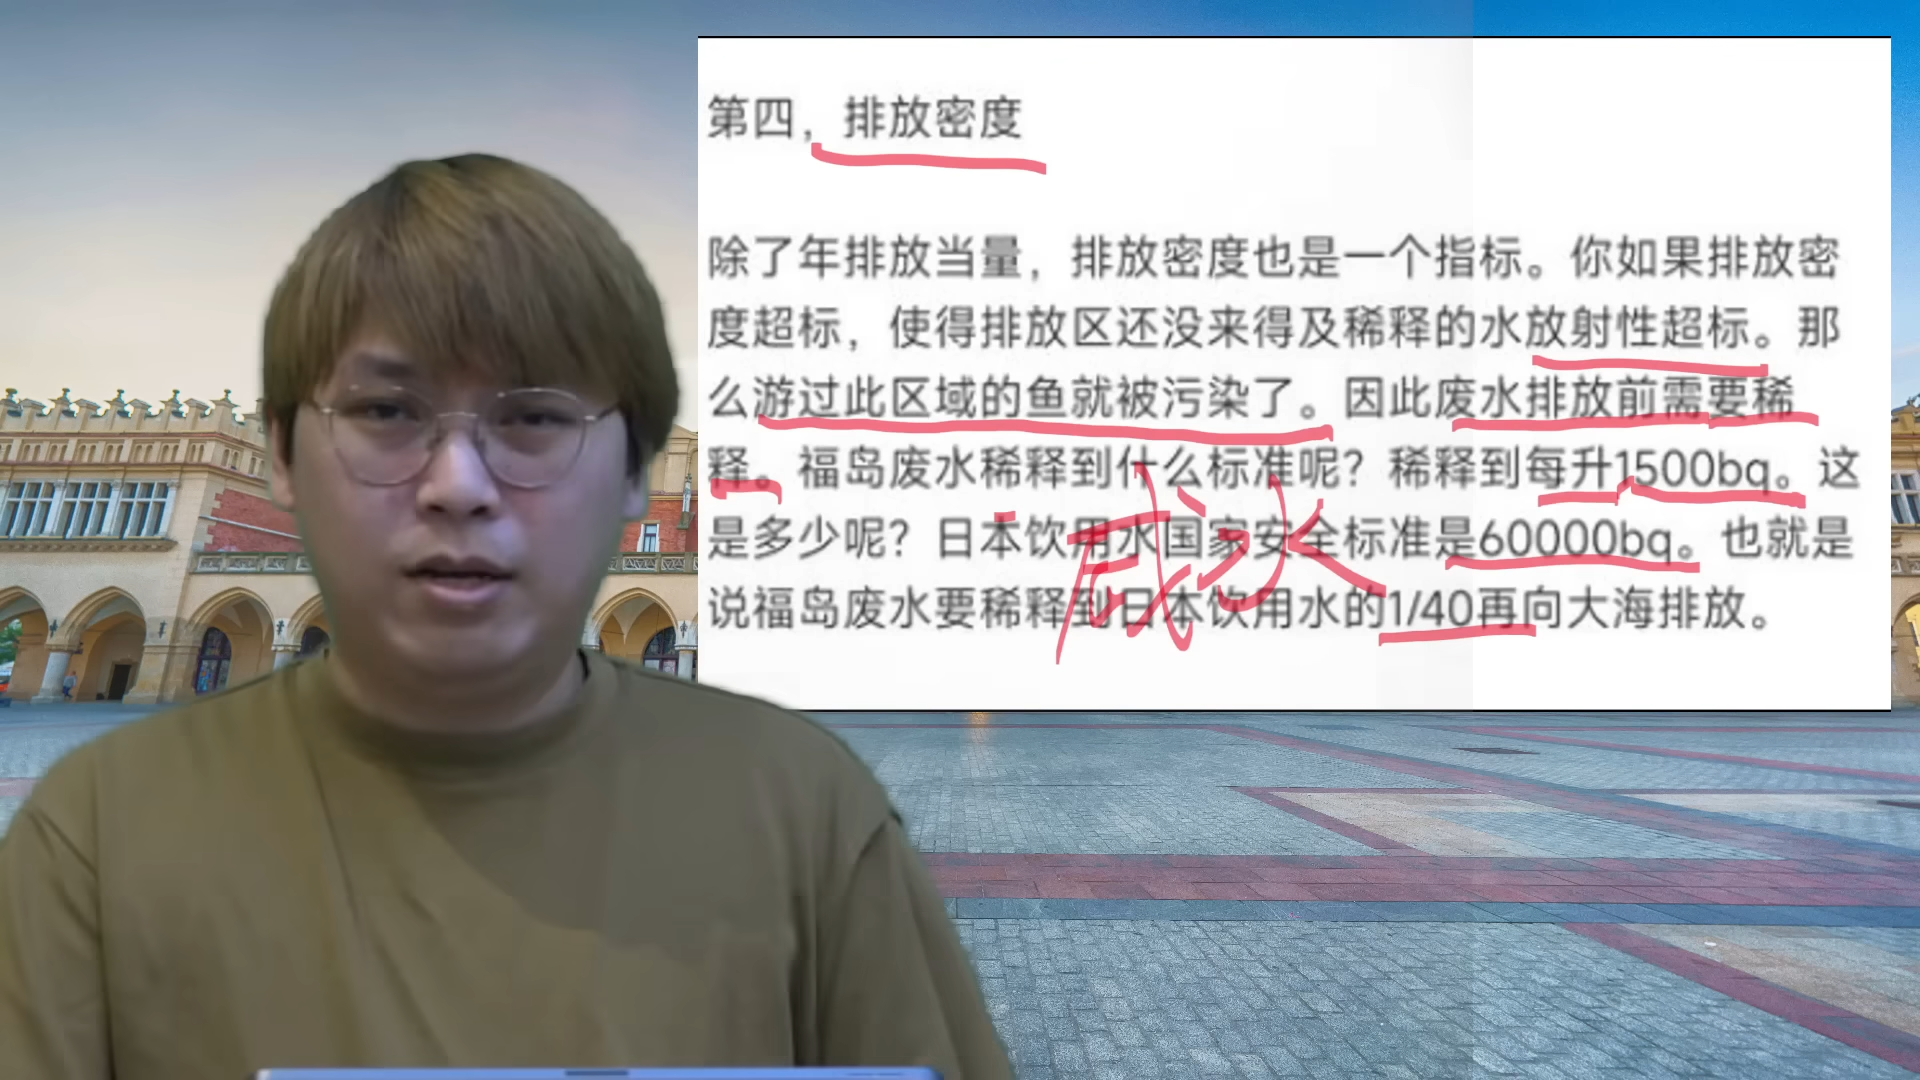 第四，排放密度
除了年排放当量，排放密度也是一个指标。你如果排放密
度超标，使得排放区还没来得及稀释的水放射性超标。那
么游过此区域的鱼就被污染了。因此废水排放前需要稀
释。福岛废水稀释到什么标准呢？稀释到每升1500bq。这
是多少呢？日本饮用水国家安全标准是60000bq。也就是
说福岛废水要稀释到日本饮用水的1/40再向大海排放。
咸水